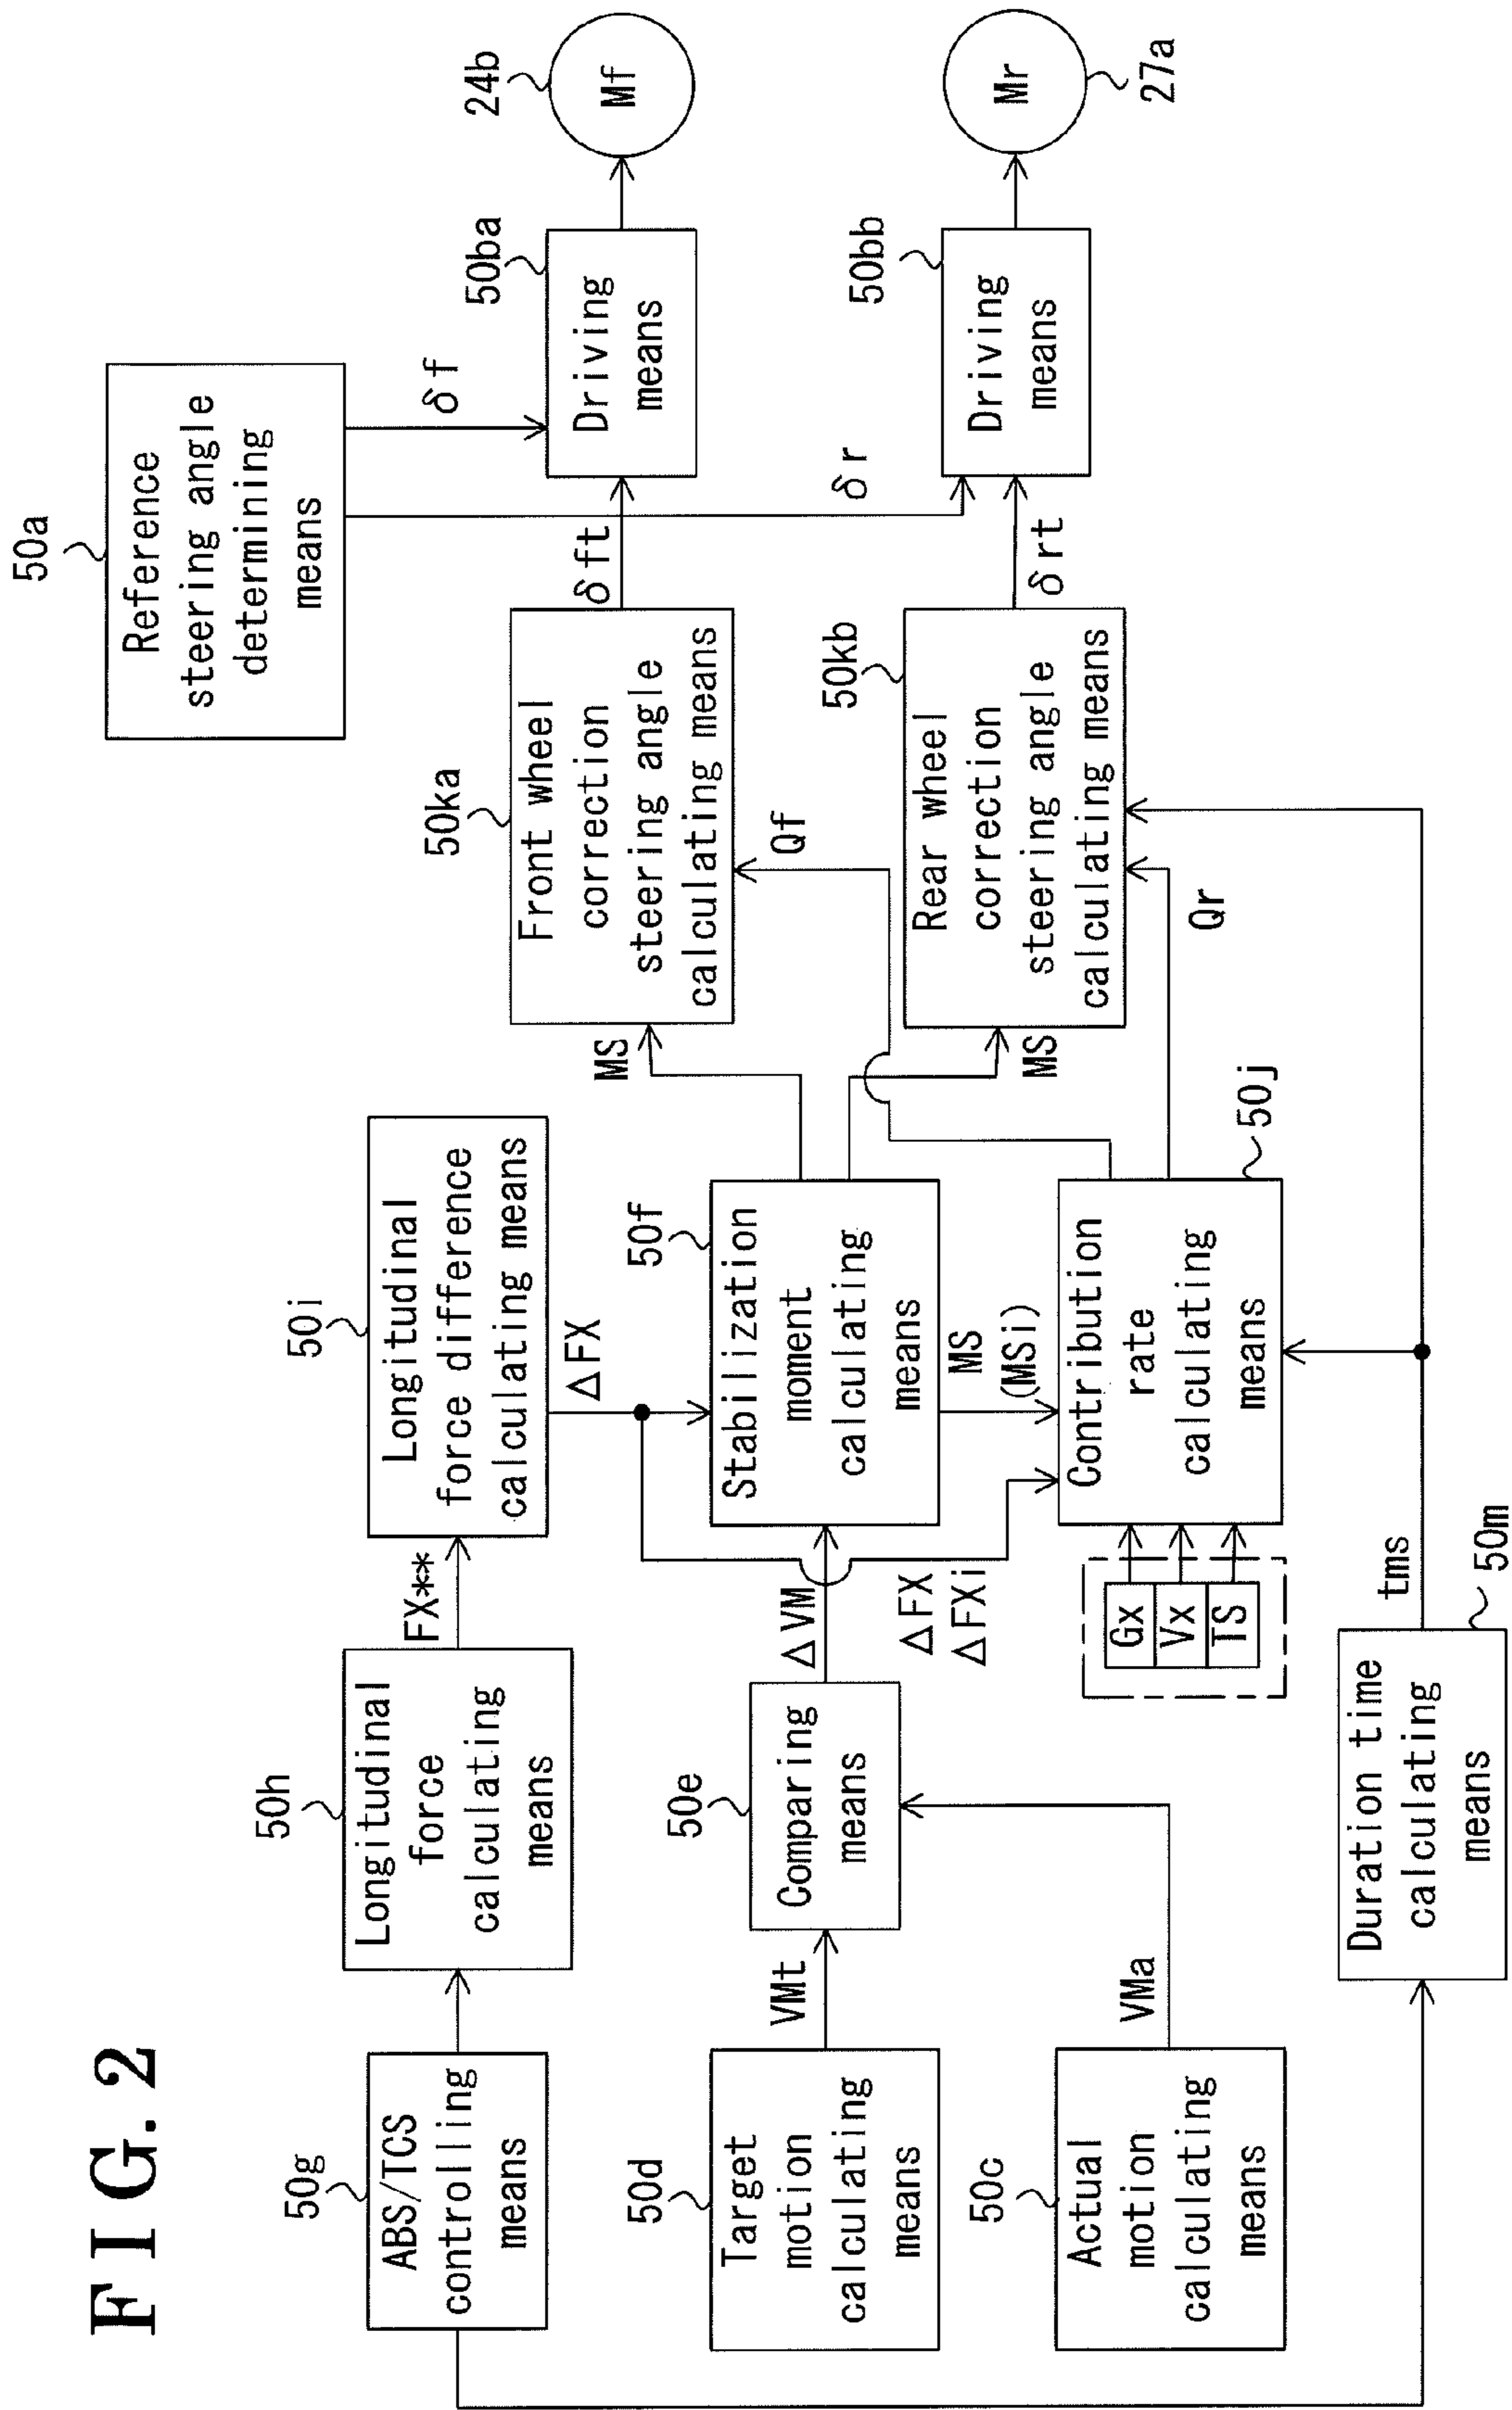 FIG. 2
50g
ABS/TCS
controlling
means
50h
Longitudinal
force
calculating
means
FX**
50i
Longitudinal
force difference
calculating means
△FX
50a
Reference
steering angle
determining
means
δf
δr
50d
Target
motion
calculating
means
VMt
50c
Actual
motion
calculating
means
VMa
50e
Comparing
means
△VM
△FX
△FXi
50f
Stabilization
moment
calculating
means
MS
(MSi)
MS
MS
Gx
Vx
TS
50j
Contribution
rate
calculating
means
Qf
Qr
50m
Duration time
calculating
means
tms
50ka
Front wheel
correction
steering angle
calculating means
δft
50kb
Rear wheel
correction
steering angle
calculating means
δrt
50ba
Driving
means
24b
Mf
50bb
Driving
means
Mr
27a